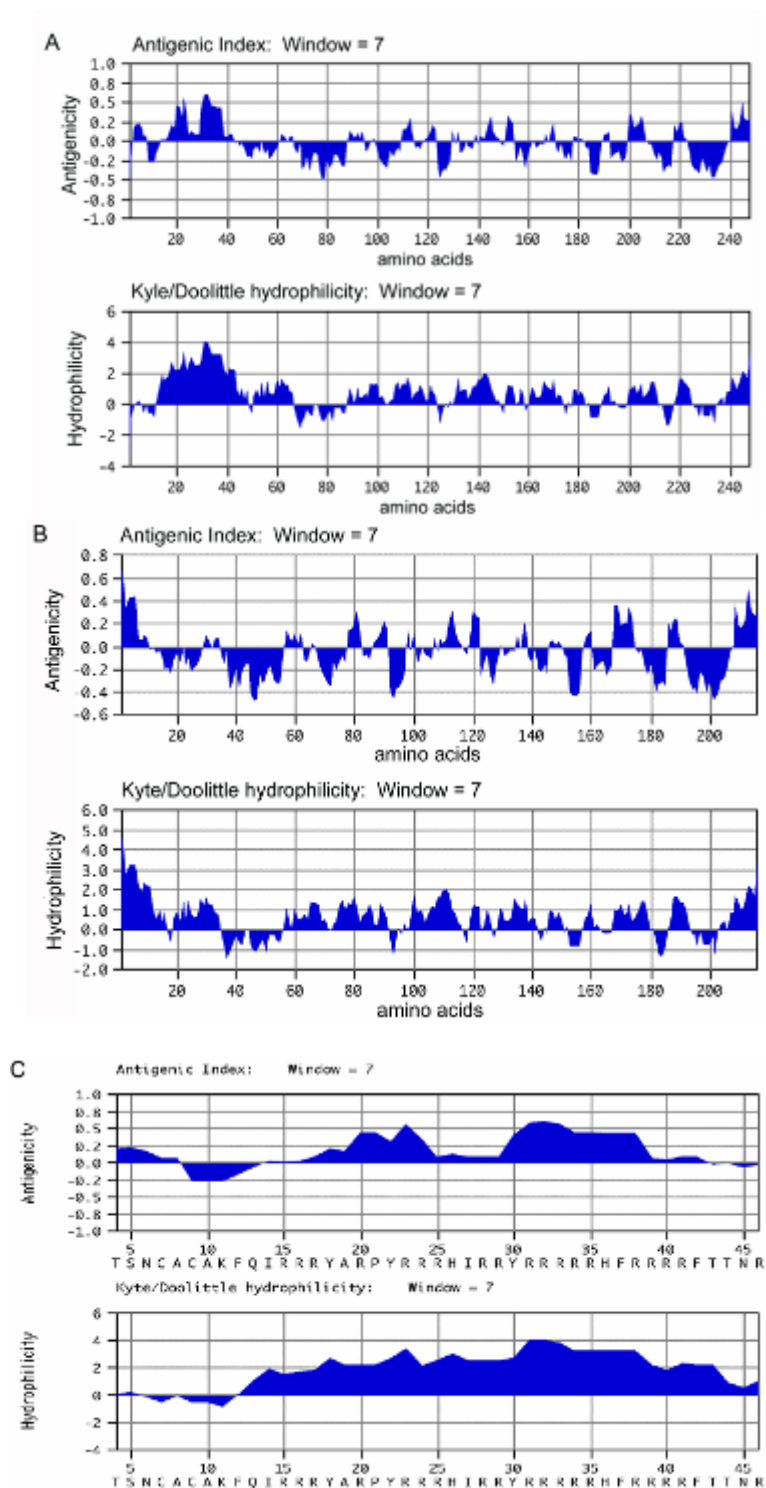 A
Antigenic Index: Window = 7
1.0
0.8
0.5
0.2
0.0
-0.2
-0.5
-0.8
-1.0
Antigenicity
20 40 60 80 100 120 140 160 180 200 220 240
amino acids
Kyle/Doolittle hydrophilicity: Window = 7
6
4
2
0
-2
-4
Hydrophilicity
20 40 60 80 100 120 140 160 180 200 220 240
amino acids
B
Antigenic Index: Window = 7
0.8
0.6
0.4
0.2
0.0
-0.2
-0.4
-0.6
Antigenicity
20 40 60 80 100 120 140 160 180 200
amino acids
Kyte/Doolittle hydrophilicity: Window = 7
6.0
5.0
4.0
3.0
2.0
1.0
0.0
-1.0
-2.0
Hydrophilicity
20 40 60 80 100 120 140 160 180 200
amino acids
C
Antigenic Index: Window = 7
1.0
0.8
0.5
0.2
0.0
-0.2
-0.5
-0.8
-1.0
Antigenicity
5 10 15 20 25 30 35 40 45
T S N C A C A K F Q I R R R Y A R P Y R R R H I R R Y R R R R R H F R R R R F T T N R
Kyte/Doolittle hydrophilicity: Window = 7
6
4
2
0
-2
-4
Hydrophilicity
5 10 15 20 25 30 35 40 45
T S N C A C A K F Q I R R R Y A R P Y R R R H I R R Y R R R R R H F R R R R F T T N R